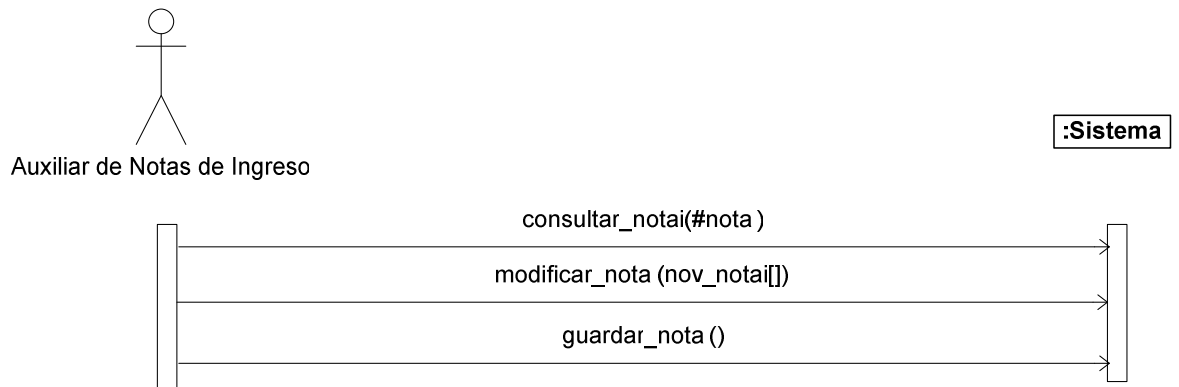 :Sistema
Auxiliar de Notas de Ingreso
consultar_notai(#nota )
modificar_nota (nov_notai[])
guardar_nota ()